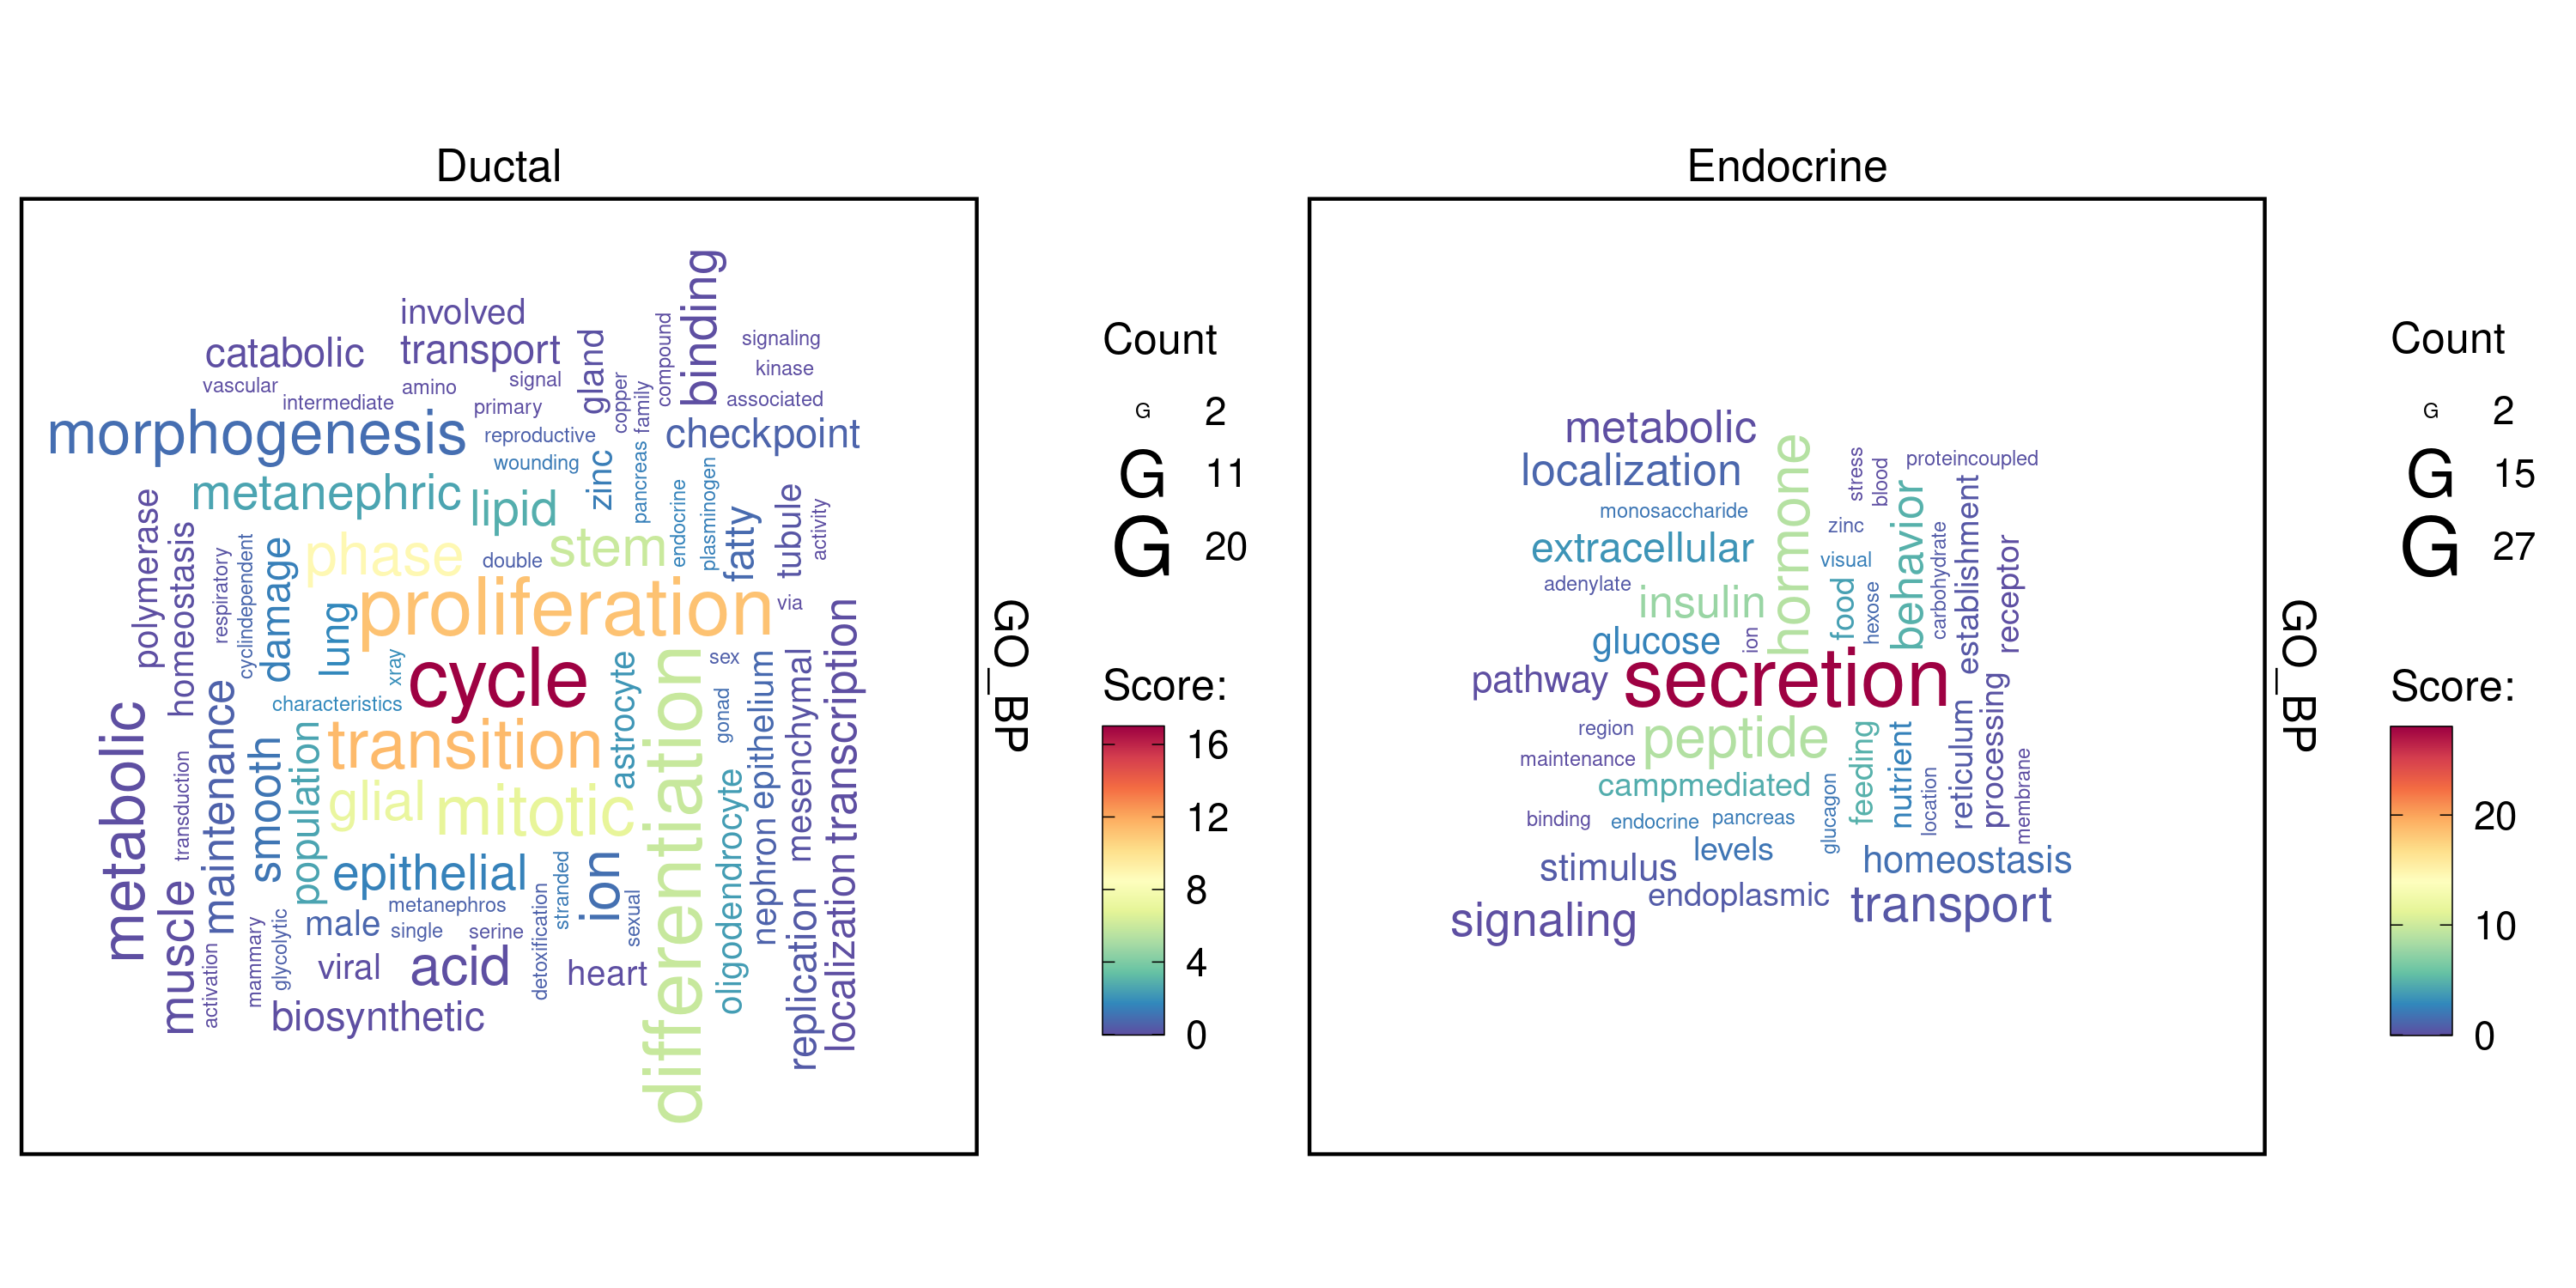 Ductal
binding
involved
catabolic
transport
gland
compound
signaling
kinase
vascular
intermediate
amino
signal
primary
copper
family
associated
morphogenesis
reproductive
checkpoint
wounding
zinc
pancreas
metanephric
lipid
endocrine
plasminogen
fatty
tubule
activity
polymerase
homeostasis
respiratory
cyclindependent
damage
phase
double
stem
lung
proliferation
via
xray
cycle
astrocyte
sex
characteristics
gonad
epithelium
mesenchymal
transcription
metabolic
transduction
maintenance
smooth
population
transition
glial
mitotic
differentiation
oligodendrocyte
nephron
epithelial
ion
stranded
detoxification
sexual
metanephros
male
single
serine
muscle
activation
mammary
glycolytic
viral
acid
heart
replication
localization
biosynthetic
GO_BP
Count
G 2
G 11
G 20
Score:
16
12
8
4
0
Endocrine
metabolic
localization
hormone
stress
blood
proteincoupled
monosaccharide
zinc
behavior
carbohydrate
establishment
receptor
extracellular
visual
adenylate
insulin
food
hexose
glucose
ion
pathway
secretion
region
peptide
maintenance
feeding
nutrient
location
reticulum
processing
membrane
campmediated
glucagon
binding
endocrine
pancreas
levels
stimulus
homeostasis
endoplasmic
transport
signaling
GO_BP
Count
G 2
G 15
G 27
Score:
20
10
0